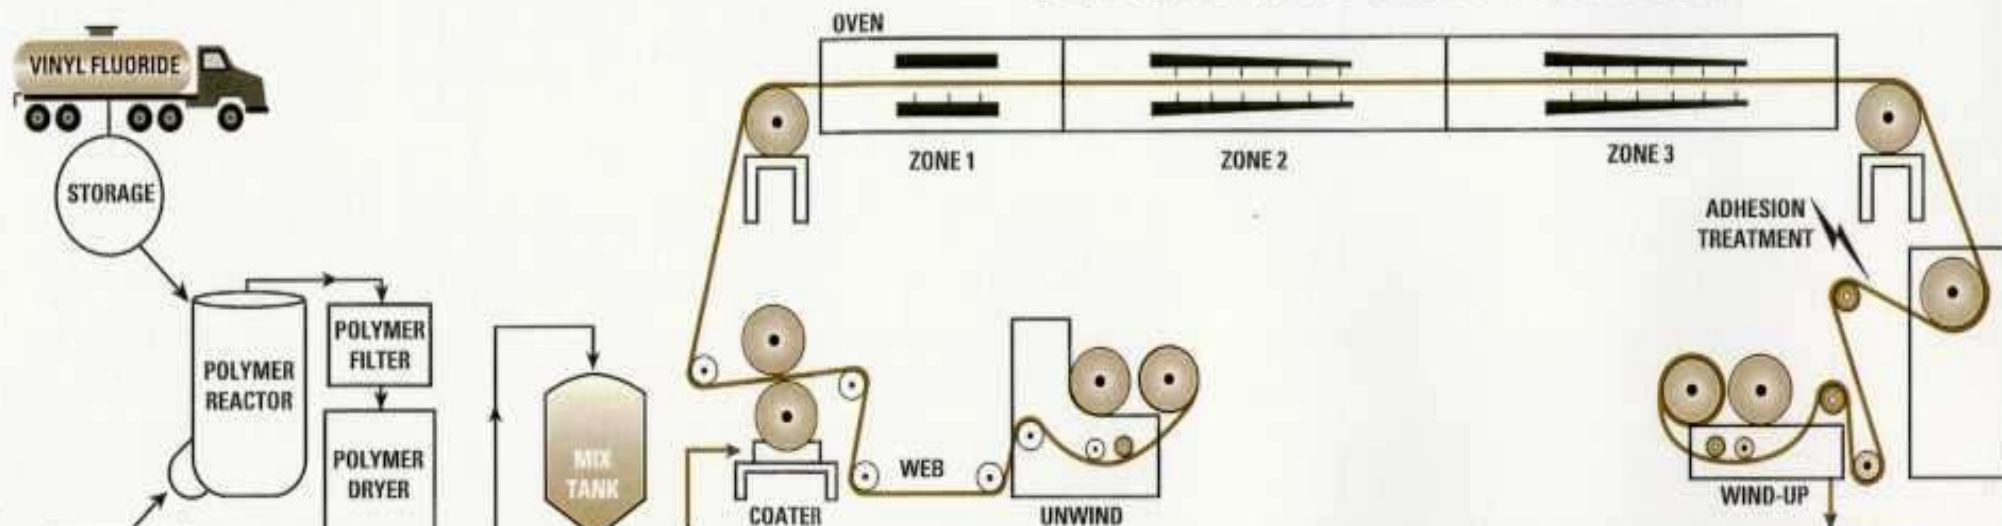 OVEN
VINYL FLUORIDE
ZONE 1
ZONE 2
ZONE 3
STORAGE
ADHESION
TREATMENT
POLYMER
FILTER
POLYMER
REACTOR
POLYMER
DRYER
MIX
TANK
WEB
COATER
UNWIND
WIND-UP